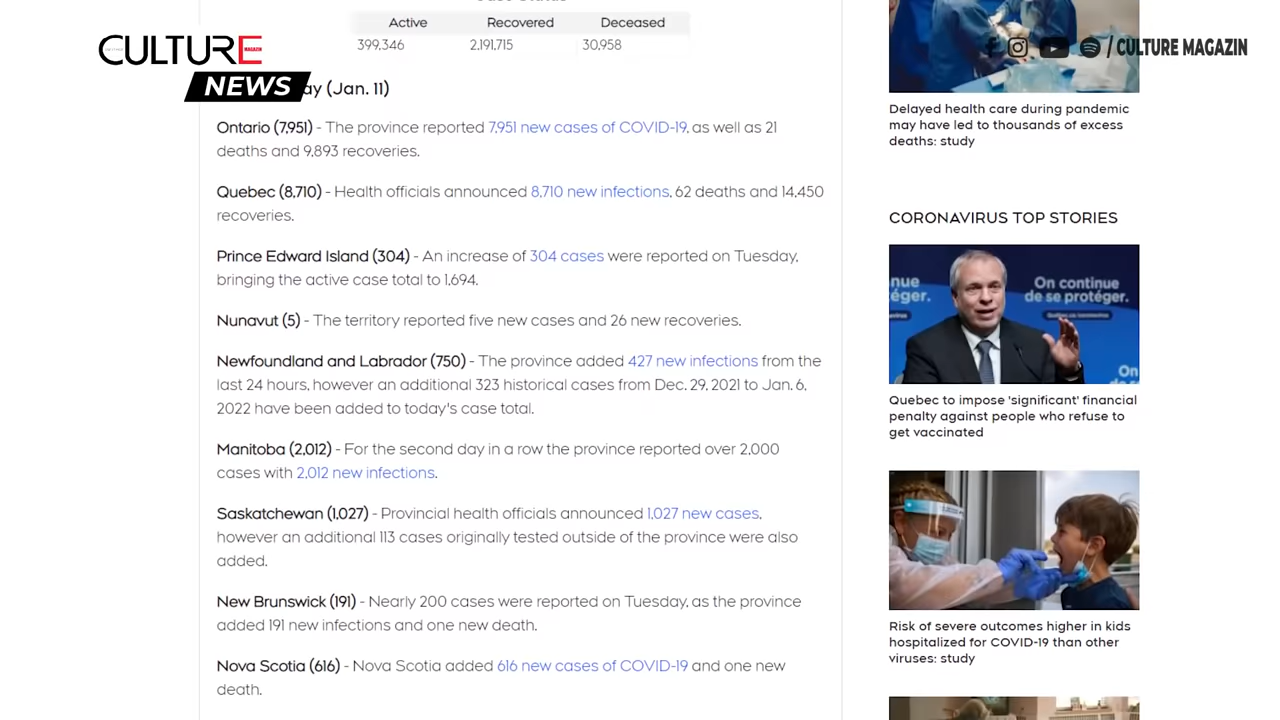 Active Recovered Deceased
399,346 2,191,715 30,958
CULTURE
MAGAZIN
NEWS
ay (Jan. 11)
Ontario (7,951) - The province reported 7,951 new cases of COVID-19, as well as 21
deaths and 9,893 recoveries.
Quebec (8,710) - Health officials announced 8,710 new infections, 62 deaths and 14,450
recoveries.
Prince Edward Island (304) - An increase of 304 cases were reported on Tuesday,
bringing the active case total to 1,694.
Nunavut (5) - The territory reported five new cases and 26 new recoveries.
Newfoundland and Labrador (750) - The province added 427 new infections from the
last 24 hours, however an additional 323 historical cases from Dec. 29, 2021 to Jan. 6,
2022 have been added to today's case total.
Manitoba (2,012) - For the second day in a row the province reported over 2,000
cases with 2,012 new infections.
Saskatchewan (1,027) - Provincial health officials announced 1,027 new cases,
however an additional 113 cases originally tested outside of the province were also
added.
New Brunswick (191) - Nearly 200 cases were reported on Tuesday, as the province
added 191 new infections and one new death.
Nova Scotia (616) - Nova Scotia added 616 new cases of COVID-19 and one new
death.
/ CULTURE MAGAZIN
Delayed health care during pandemic
may have led to thousands of excess
deaths: study
CORONAVIRUS TOP STORIES
nue
éger.
On continue
de se protéger.
On
Quebec to impose 'significant' financial
penalty against people who refuse to
get vaccinated
Risk of severe outcomes higher in kids
hospitalized for COVID-19 than other
viruses: study